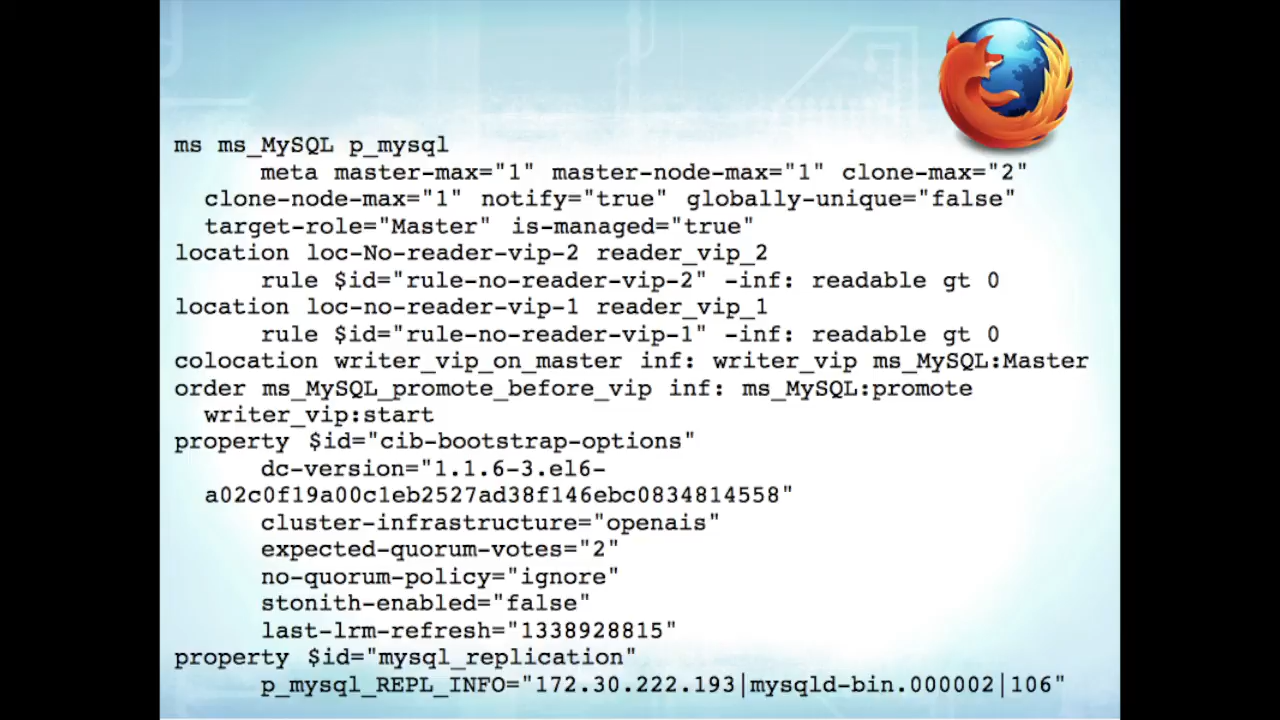 ms ms_MySQL p_mysql
meta master-max="1" master-node-max="1" clone-max="2"
clone-node-max="1" notify="true" globally-unique="false"
target-role="Master" is-managed="true"
location loc-No-reader-vip-2 reader_vip_2
rule $id="rule-no-reader-vip-2" -inf: readable gt 0
location loc-no-reader-vip-1 reader_vip_1
rule $id="rule-no-reader-vip-1" -inf: readable gt 0
colocation writer_vip_on_master inf: writer_vip ms_MySQL:Master
order ms_MySQL_promote_before_vip inf: ms_MySQL:promote
writer_vip:start
property $id="cib-bootstrap-options"
dc-version="1.1.6-3.el6-
a02c0f19a00c1eb2527ad38f146ebc0834814558"
cluster-infrastructure="openais"
expected-quorum-votes="2"
no-quorum-policy="ignore"
stonith-enabled="false"
last-lrm-refresh="1338928815"
property $id="mysql_replication"
p_mysql_REPL_INFO="172.30.222.193|mysqld-bin.000002|106"